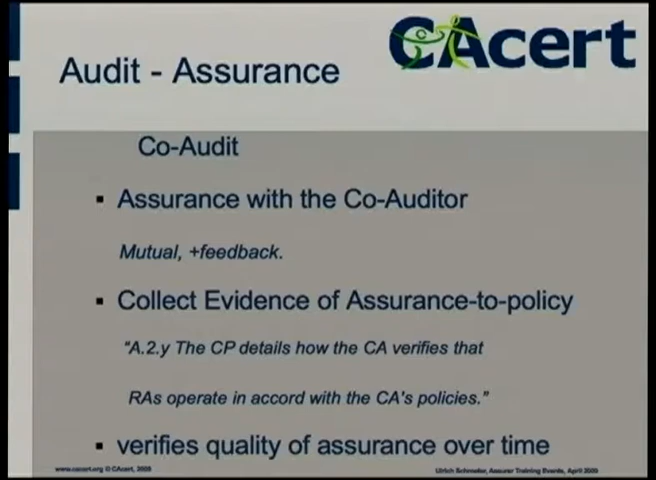 CAcert
Audit - Assurance
Co-Audit
▪ Assurance with the Co-Auditor
Mutual, +feedback.
▪ Collect Evidence of Assurance-to-policy
"A.2.y The CP details how the CA verifies that
RAs operate in accord with the CA's policies."
▪ verifies quality of assurance over time
www.cacert.org © CAcert, 2008
Ulrich Schroeter, Assurer Training Events, April 2009